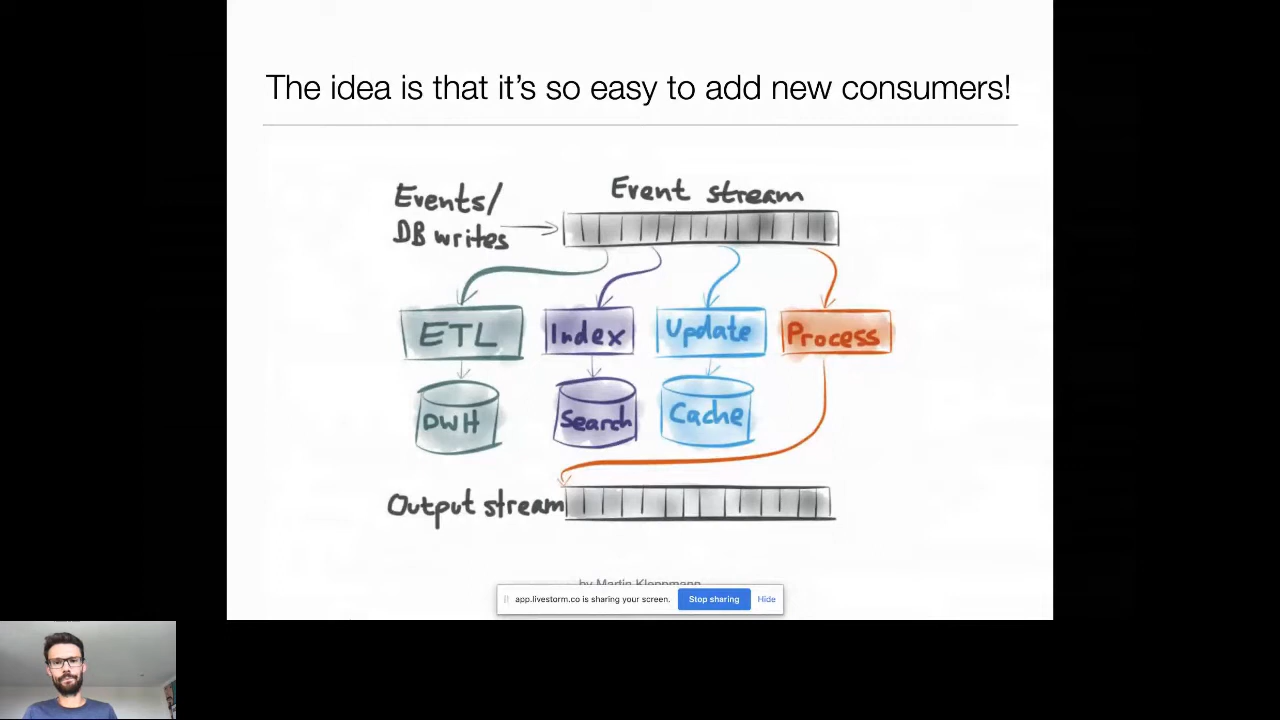 The idea is that it's so easy to add new consumers!
Events/
DB writes
Event stream
ETL
Index
Update
Process
DWH
Search
Cache
Output stream
by Martin Kleppmann
app.livestorm.co is sharing your screen.
Stop sharing
Hide